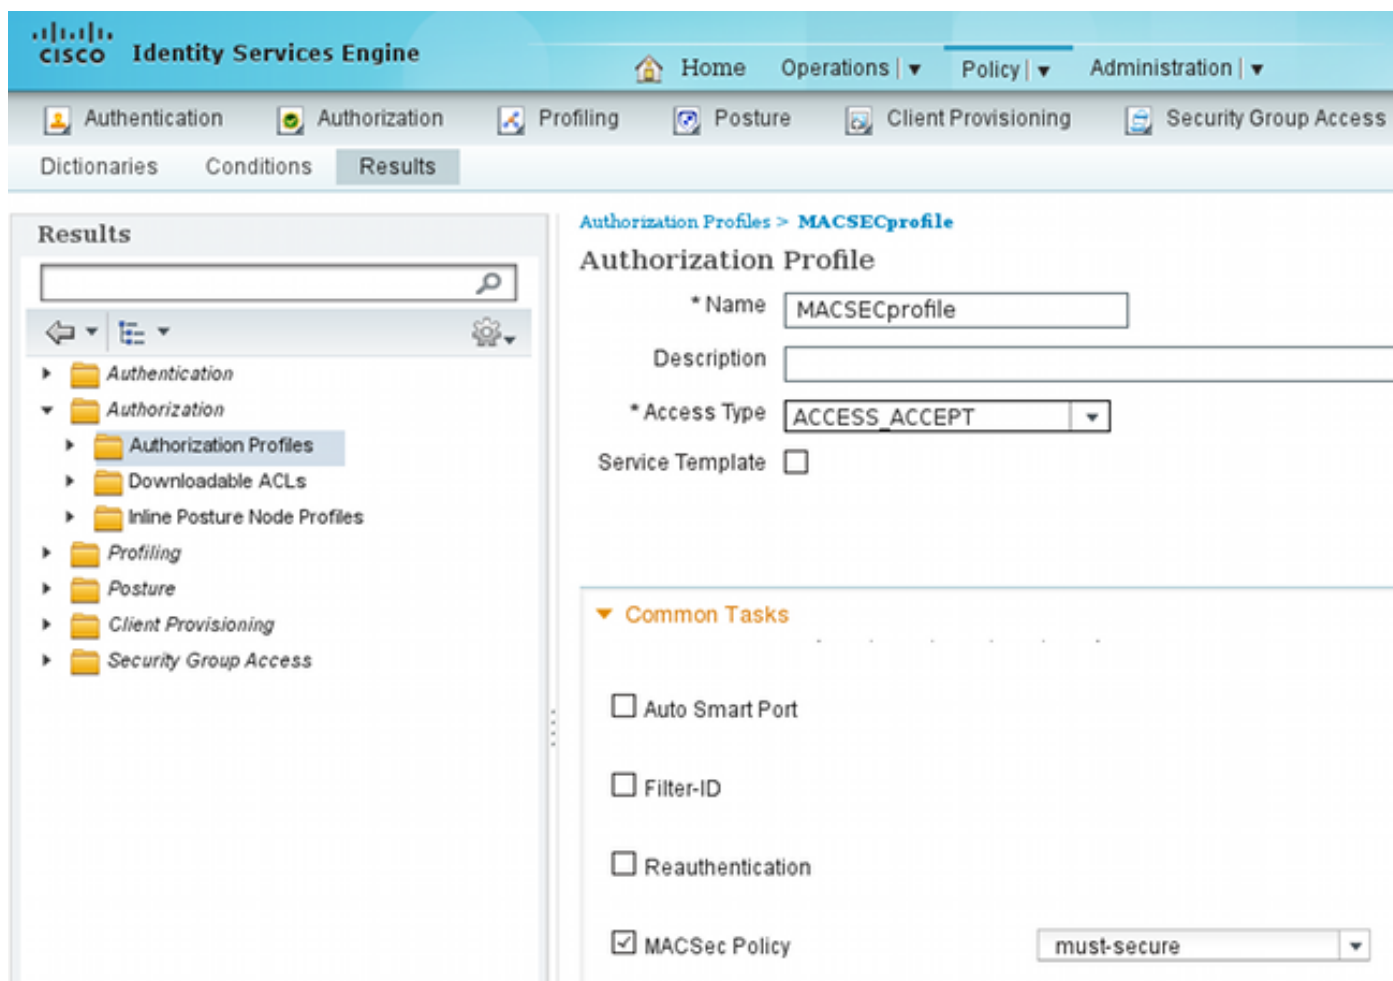 cisco Identity Services Engine
Home Operations Policy Administration
Authentication Authorization Profiling Posture Client Provisioning Security Group Access
Dictionaries Conditions Results
Results
Authentication
Authorization
Authorization Profiles
Downloadable ACLs
Inline Posture Node Profiles
Profiling
Posture
Client Provisioning
Security Group Access
Authorization Profiles > MACSECprofile
Authorization Profile
* Name MACSECprofile
Description
* Access Type ACCESS_ACCEPT
Service Template
Common Tasks
Auto Smart Port
Filter-ID
Reauthentication
MACSec Policy must-secure